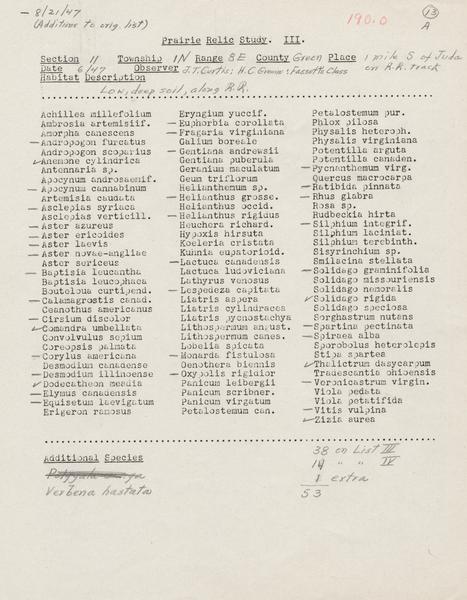 — 8/21/47
(Additions to orig. list)
190.0
13
A
Prairie Relic Study. III.
Section 11 Township 1N Range 8E County Green Place 1 mile S of Juda
on R.R. track
Date 6/47 Observer J.T. Curtis; H.C. Greene; Fassett's Class
Habitat Description
Low, deep soil, along R.R.
Achillea millefolium
Ambrosia artemisiif.
Amorpha canescens
— Andropogon furcatus
Andropogon scoparius
✓ Anemone cylindrica
Antennaria sp.
Apocynum androsaemif.
— Apocynum cannabinum
Artemisia caudata
— Asclepias syriaca
Asclepias verticill.
— Aster azureus
— Aster ericoides
— Aster laevis
— Aster novae-angliae
Aster sericeus
— Baptisia leucantha
Baptisia leucophaea
Bouteloua curtipend.
— Calamagrostis canad.
Ceanothus americanus
— Cirsium discolor
✓ Comandra umbellata
Convolvulus sepium
Coreopsis palmata
— Corylus americana
Desmodium canadense
— Desmodium illinoense
✓ Dodecatheon meadia
— Elymus canadensis
— Equisetum laevigatum
Erigeron ramosus
Eryngium yuccif.
— Euphorbia corollata
— Fragaria virginiana
Galium boreale
— Gentiana andrewsii
Gentiana puberula
Geranium maculatum
Geum triflorum
Helianthemum sp.
— Helianthus grosse.
Helianthus occid.
— Helianthus rigidus
Heuchera richard.
Hypoxis hirsuta
Koeleria cristata
Kuhnia eupatorioid.
— Lactuca canadensis
Lactuca ludoviciana
Lathyrus venosus
— Lespedeza capitata
Liatris aspera
Liatris cylindracea
Liatris pycnostachya
Lithospermum angust.
Lithospermum canes.
Lobelia spicata
— Monarda fistulosa
Oenothera biennis
— Oxypolis rigidior
Panicum leibergii
Panicum scribner.
Panicum virgatum
Petalostemum can.
Petalostemum pur.
Phlox pilosa
Physalis heteroph.
Physalis virginiana
Potentilla arguta
Potentilla canaden.
— Pycnanthemum virg.
Quercus macrocarpa
— Ratibida pinnata
— Rhus glabra
Rosa sp.
Rudbeckia hirta
— Silphium integrif.
Silphium laciniat.
Silphium terebinth.
Sisyrinchium sp.
Smilacina stellata
— Solidago graminifolia
Solidago missouriensis
Solidago nemoralis
✓ Solidago rigida
Solidago speciosa
Sorghastrum nutans
— Spartina pectinata
— Spiraea alba
Sporobolus heterolepis
Stipa spartea
✓ Thalictrum dasycarpum
Tradescantia ohioensis
— Veronicastrum virgin.
Viola pedata
Viola pedatifida
— Vitis vulpina
✓ Zizia aurea
Additional Species
Verbena hastata
38 on List III
14 " " IV
1 extra
53